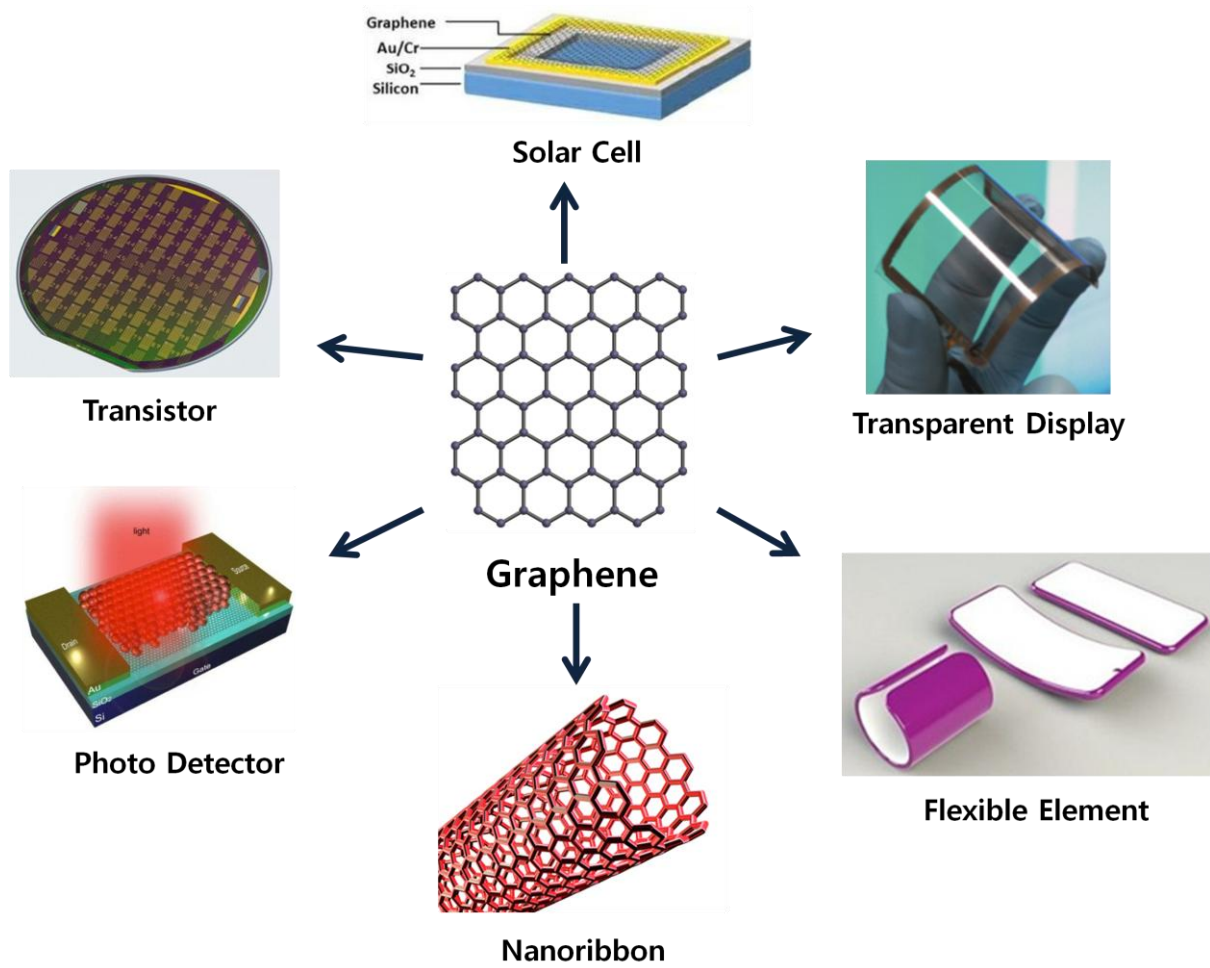 Graphene
Au/Cr
SiO₂
Silicon
Solar Cell
Transistor
Transparent Display
light
Source
Drain
Gate
Au
SiO₂
Si
Photo Detector
Graphene
Flexible Element
Nanoribbon